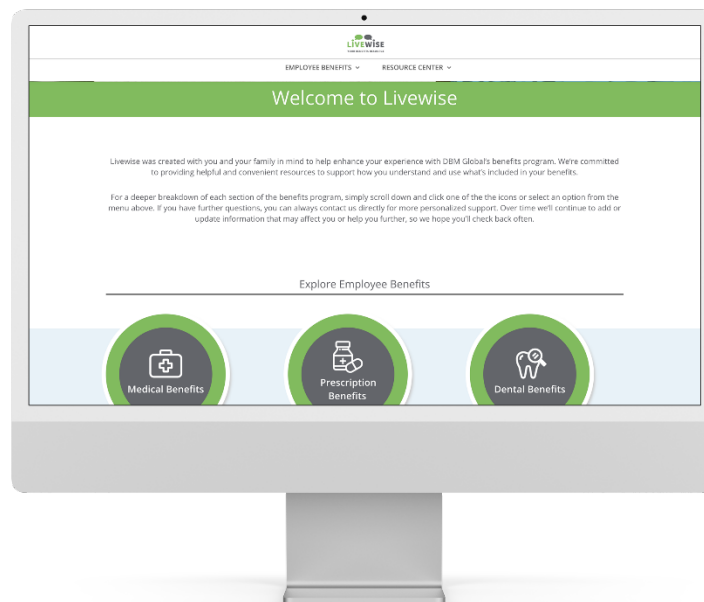 LiVEWiSE
EMPLOYEE BENEFITS
RESOURCE CENTER
Welcome to Livewise
Livewise was created with you and your family in mind to help enhance your experience with DBM Global's benefits program. We're committed
to providing helpful and convenient resources to support how you understand and use what's included in your benefits.
For a deeper breakdown of each section of the benefits program, simply scroll down and click one of the the icons or select an option from the
menu above. If you have further questions, you can always contact us directly for more personalized support. Over time we'll continue to add or
update information that may affect you or help you further, so we hope you'll check back often.
Explore Employee Benefits
Medical Benefits
Prescription
Benefits
Dental Benefits